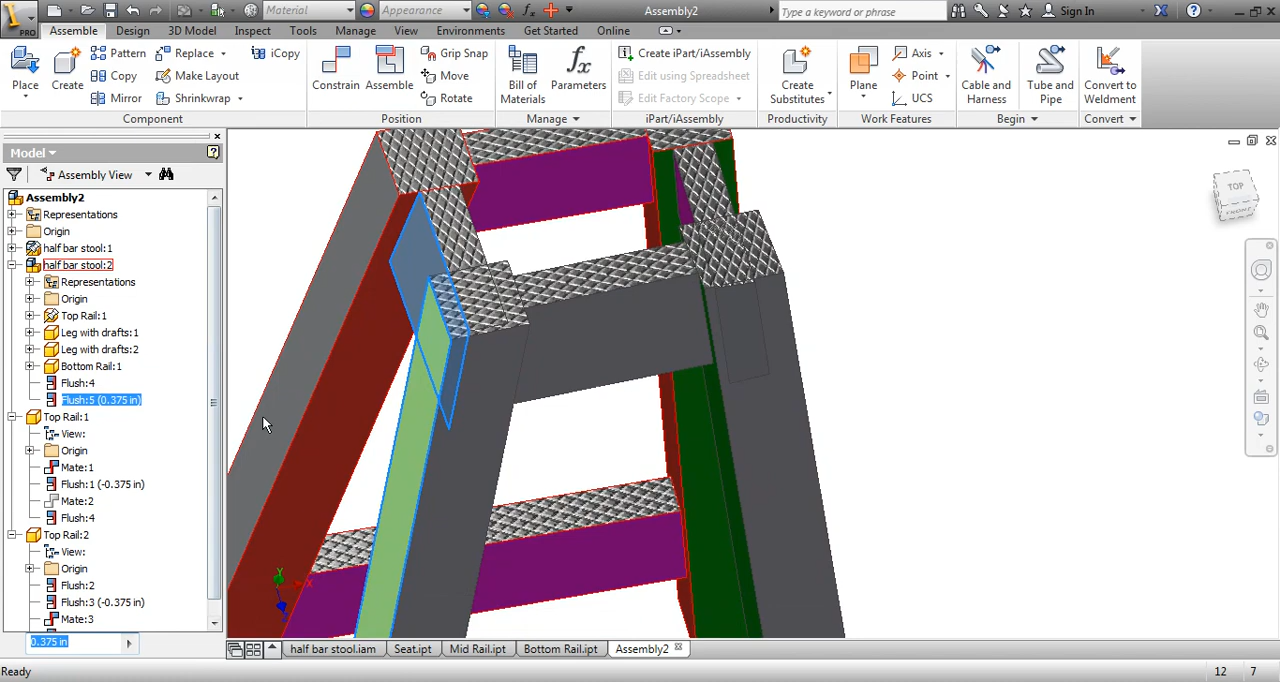 Material Appearance Assembly2 Type a keyword or phrase Sign In
PRO Assemble Design 3D Model Inspect Tools Manage View Environments Get Started Online
Pattern Replace iCopy Grip Snap Create iPart/iAssembly Axis
Place Create Copy Make Layout Constrain Assemble Move Bill of Materials Parameters Edit using Spreadsheet Create Substitutes Plane Point Cable and Harness Tube and Pipe Convert to Weldment
Mirror Shrinkwrap Rotate Edit Factory Scope UCS
Component Position Manage iPart/iAssembly Productivity Work Features Begin Convert
Model
Assembly View
Assembly2
Representations
Origin
half bar stool:1
half bar stool:2
Representations
Origin
Top Rail:1
Leg with drafts:1
Leg with drafts:2
Bottom Rail:1
Flush:4
Flush:5 (0.375 in)
Top Rail:1
View:
Origin
Mate:1
Flush:1 (-0.375 in)
Mate:2
Flush:4
Top Rail:2
View:
Origin
Flush:2
Flush:3 (-0.375 in)
Mate:3
0.375 in
TOP
Y
X
half bar stool.iam Seat.ipt Mid Rail.ipt Bottom Rail.ipt Assembly2
Ready 12 7